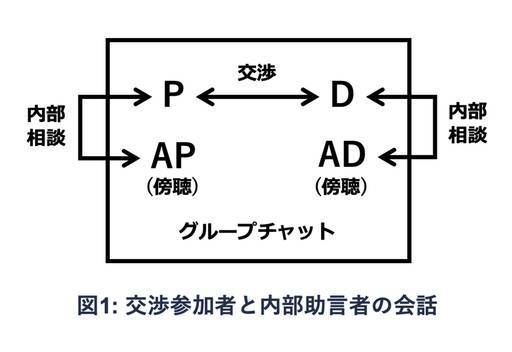 交渉
P
D
内部
相談
内部
相談
AP
(傍聴)
AD
(傍聴)
グループチャット
図1: 交渉参加者と内部助言者の会話